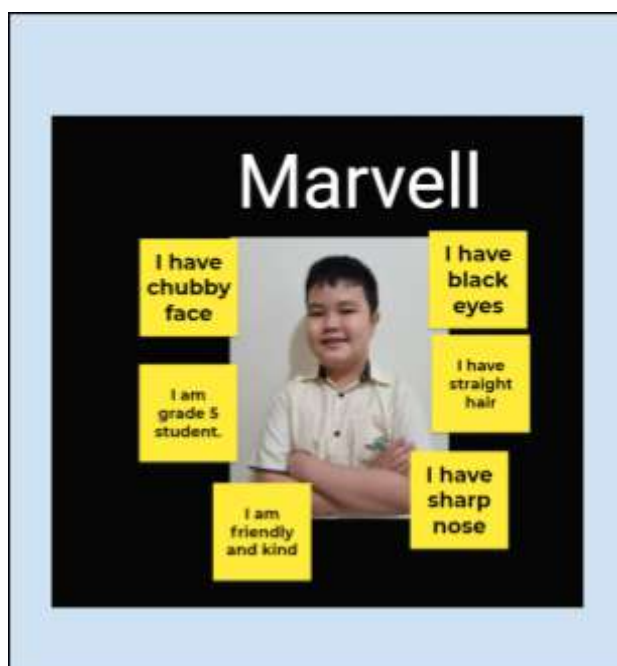 Marvell
I have
chubby
face
I have
black
eyes
I am
grade 5
student.
I have
straight
hair
I am
friendly
and kind
I have
sharp
nose